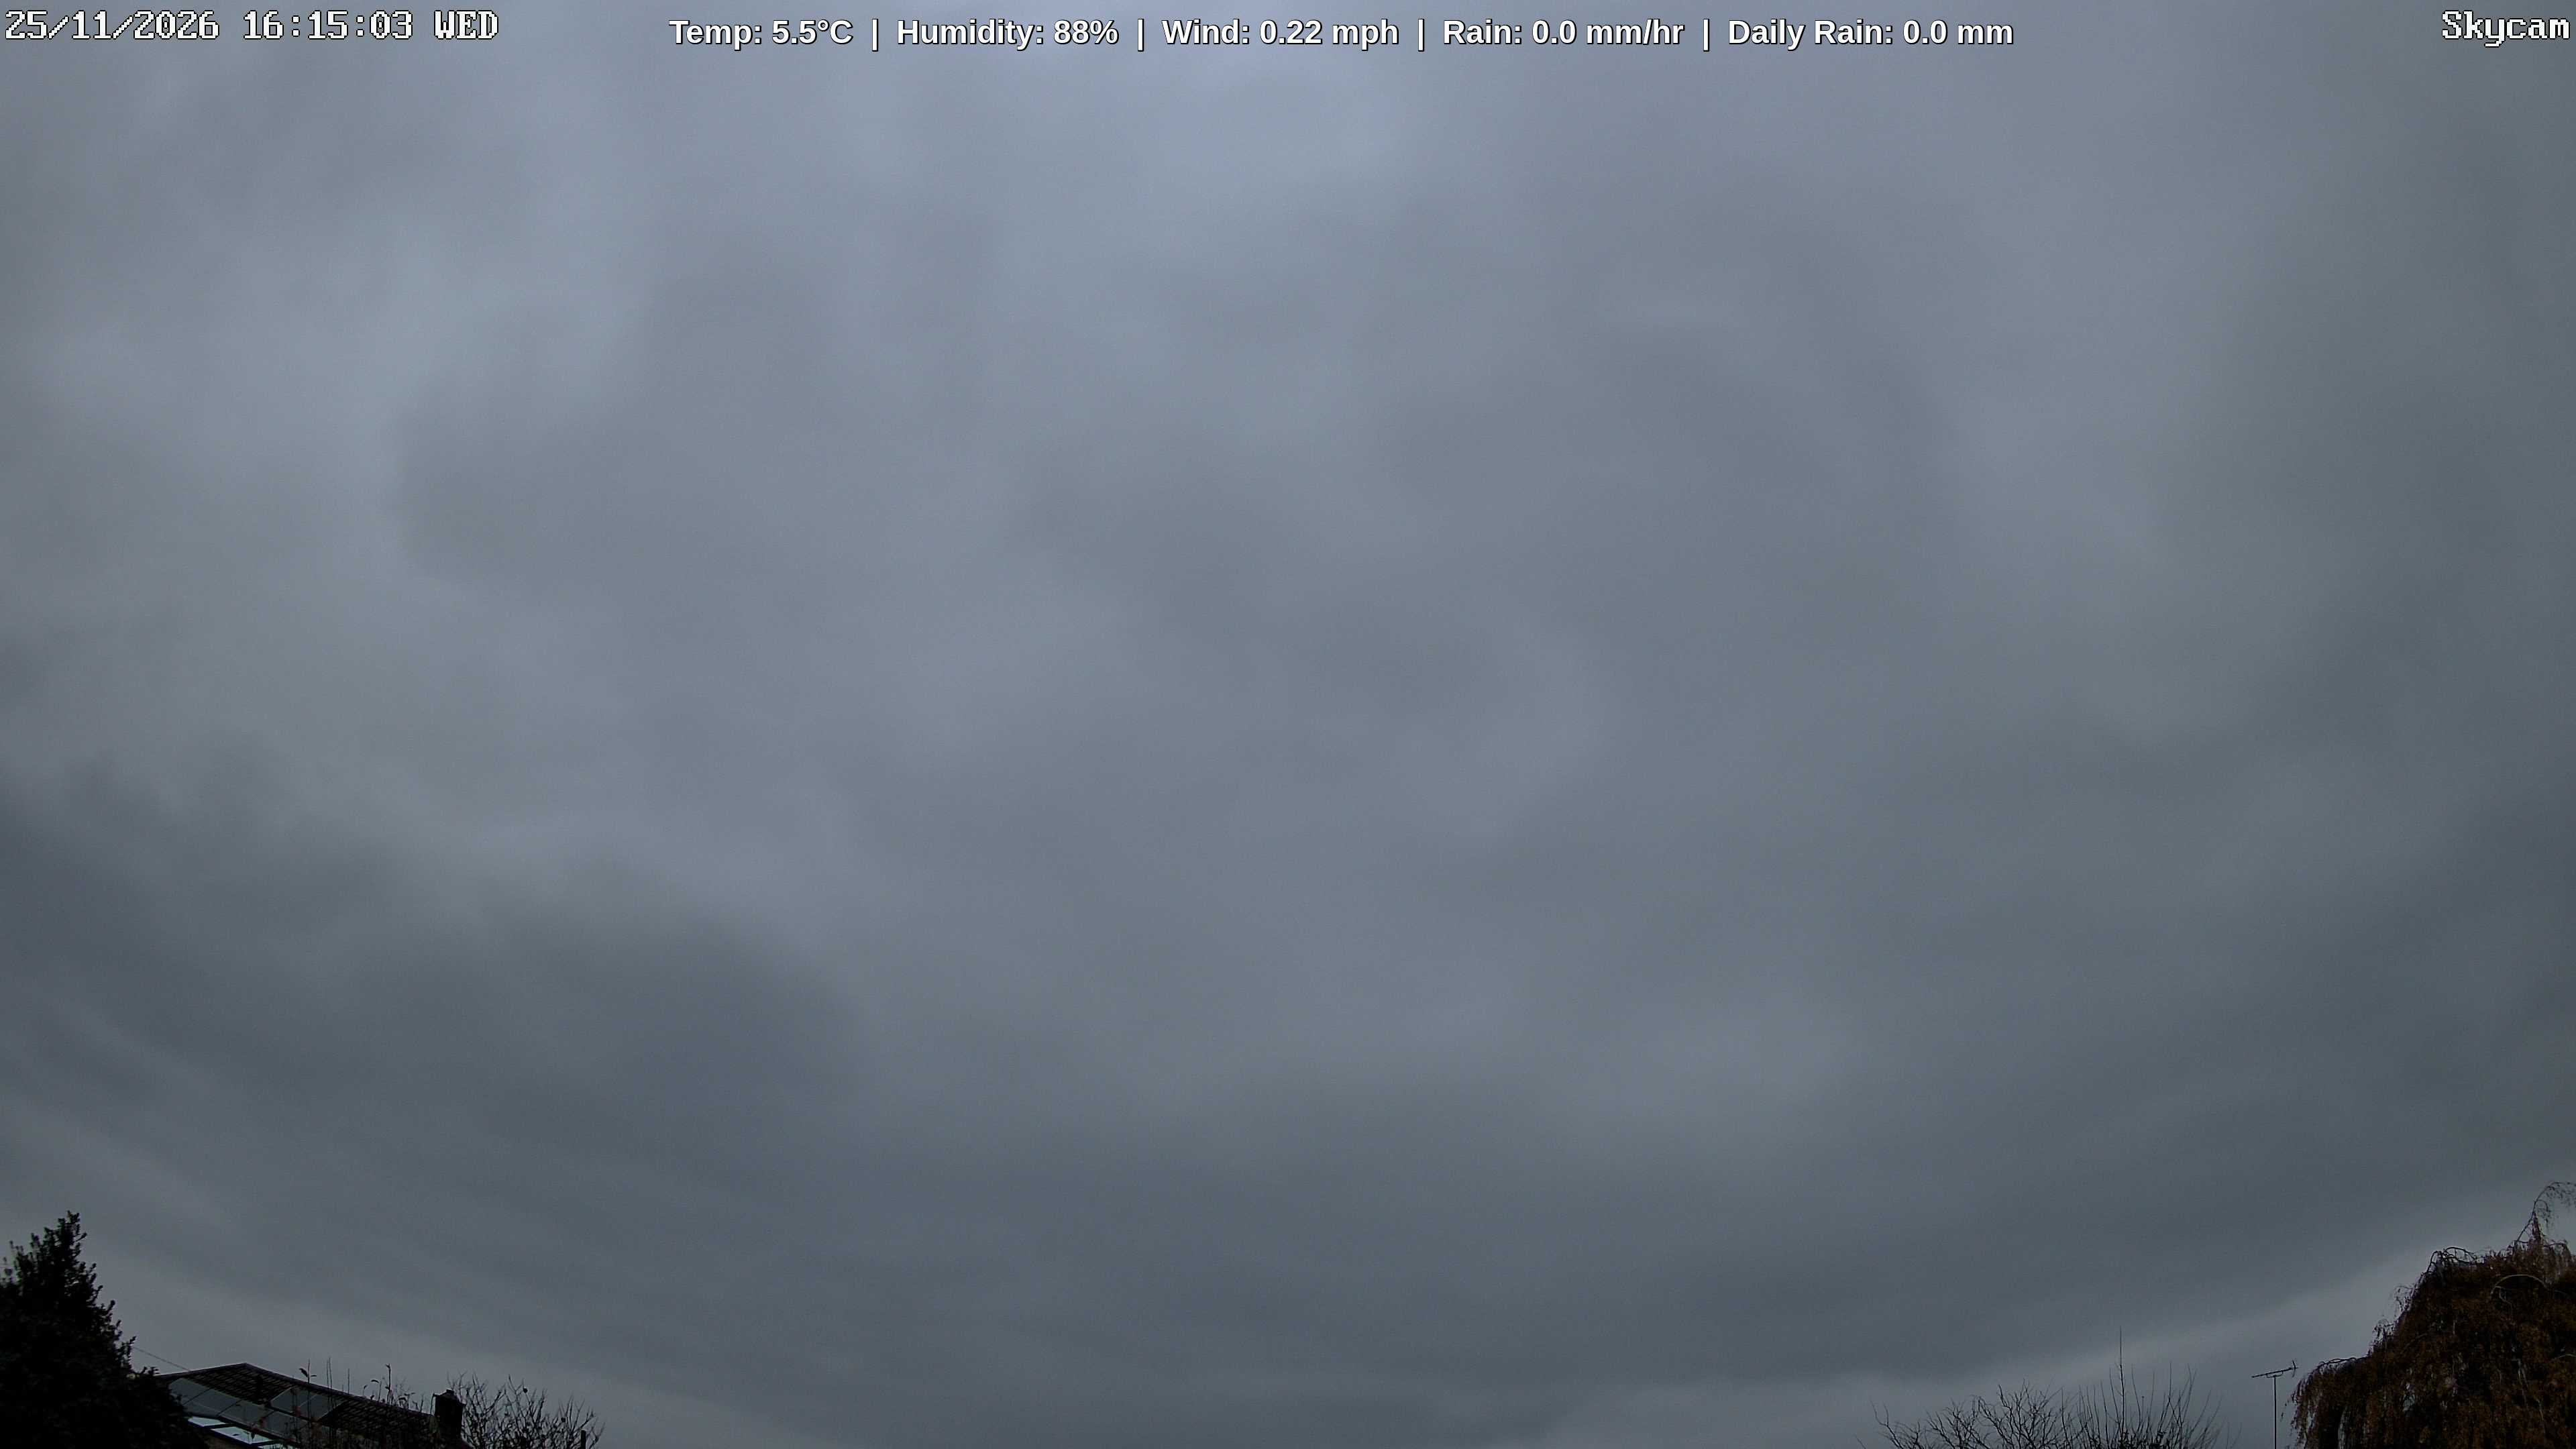 25/11/2026 16:15:03 WED
Temp: 5.5°C | Humidity: 88% | Wind: 0.22 mph | Rain: 0.0 mm/hr | Daily Rain: 0.0 mm
Skycam